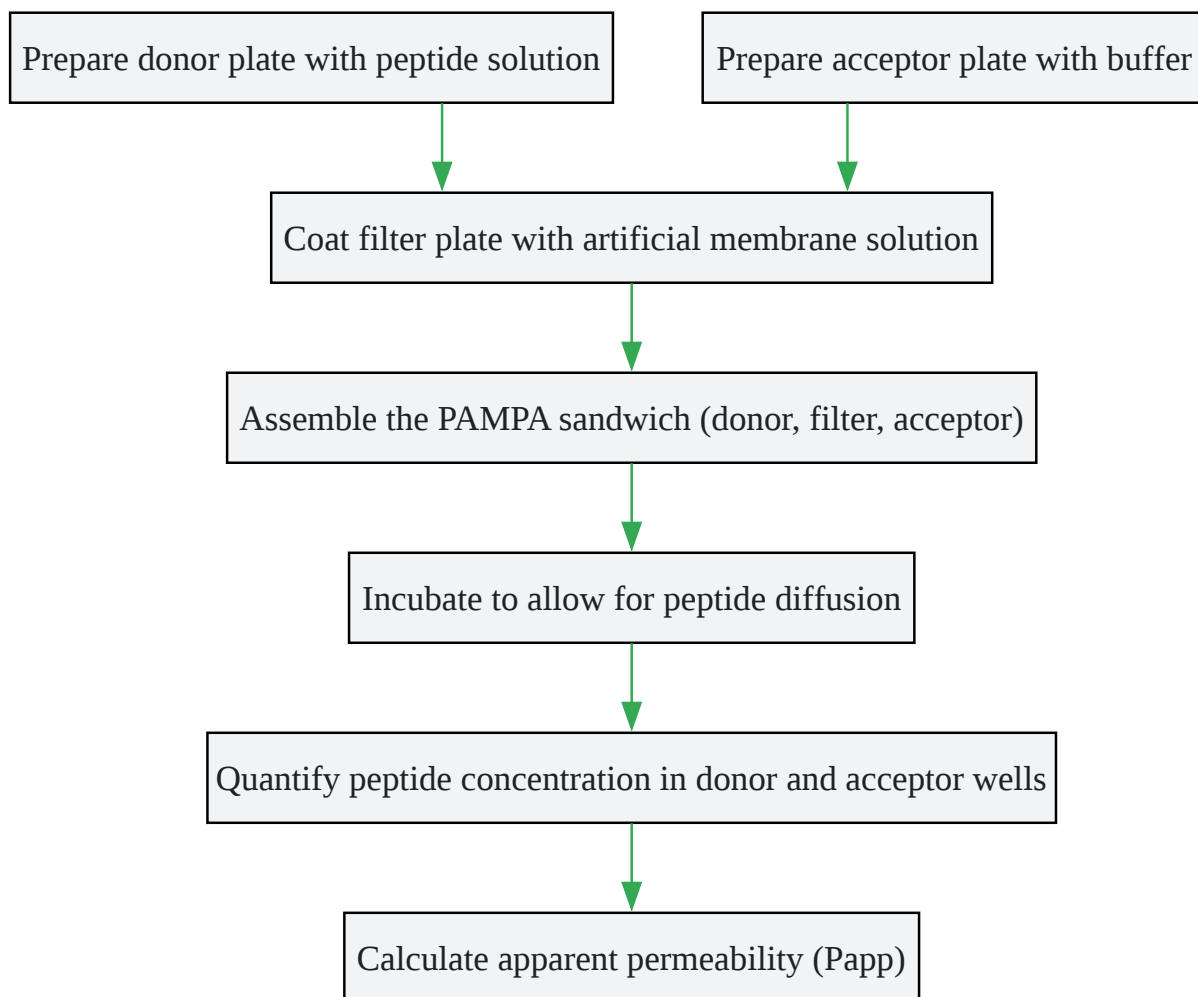 Prepare donor plate with peptide solution
Prepare acceptor plate with buffer
Coat filter plate with artificial membrane solution
Assemble the PAMPA sandwich (donor, filter, acceptor)
Incubate to allow for peptide diffusion
Quantify peptide concentration in donor and acceptor wells
Calculate apparent permeability (Papp)